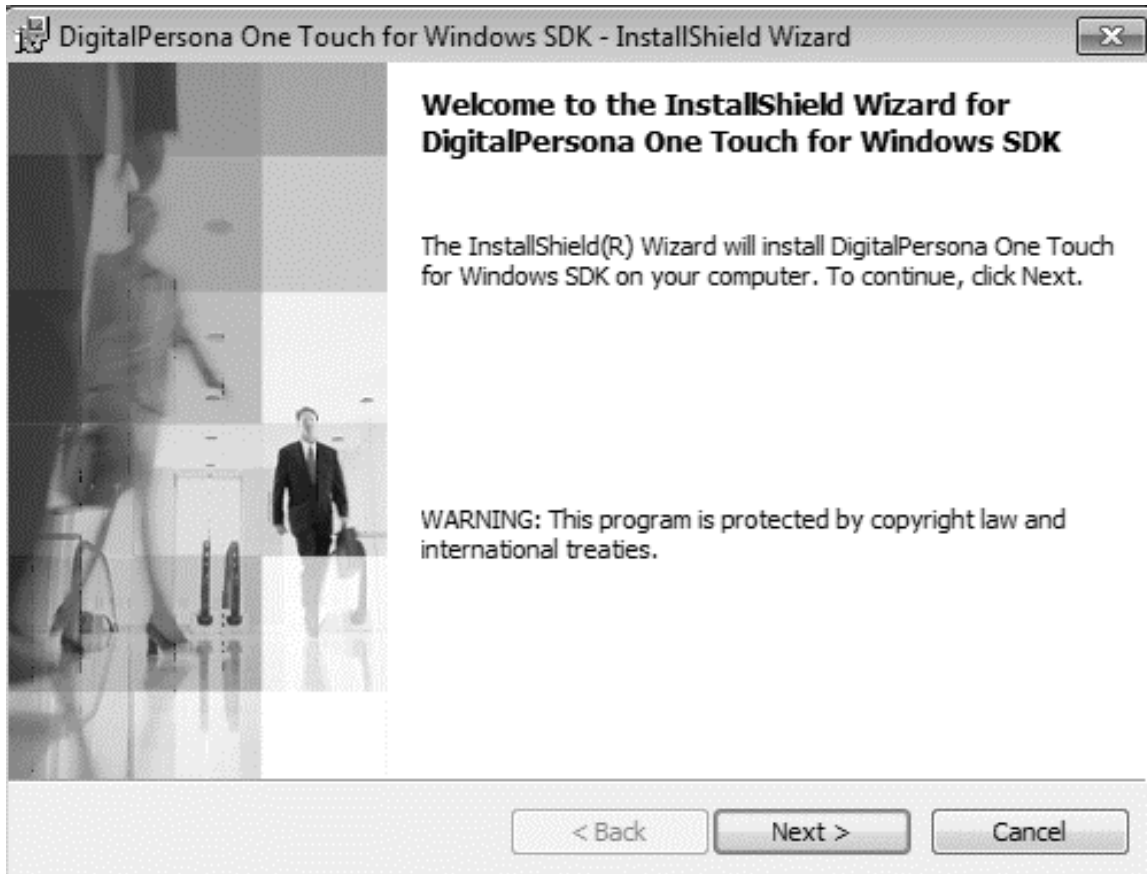 DigitalPersona One Touch for Windows SDK - InstallShield Wizard
Welcome to the InstallShield Wizard for
DigitalPersona One Touch for Windows SDK
The InstallShield(R) Wizard will install DigitalPersona One Touch
for Windows SDK on your computer. To continue, click Next.
WARNING: This program is protected by copyright law and
international treaties.
< Back
Next >
Cancel